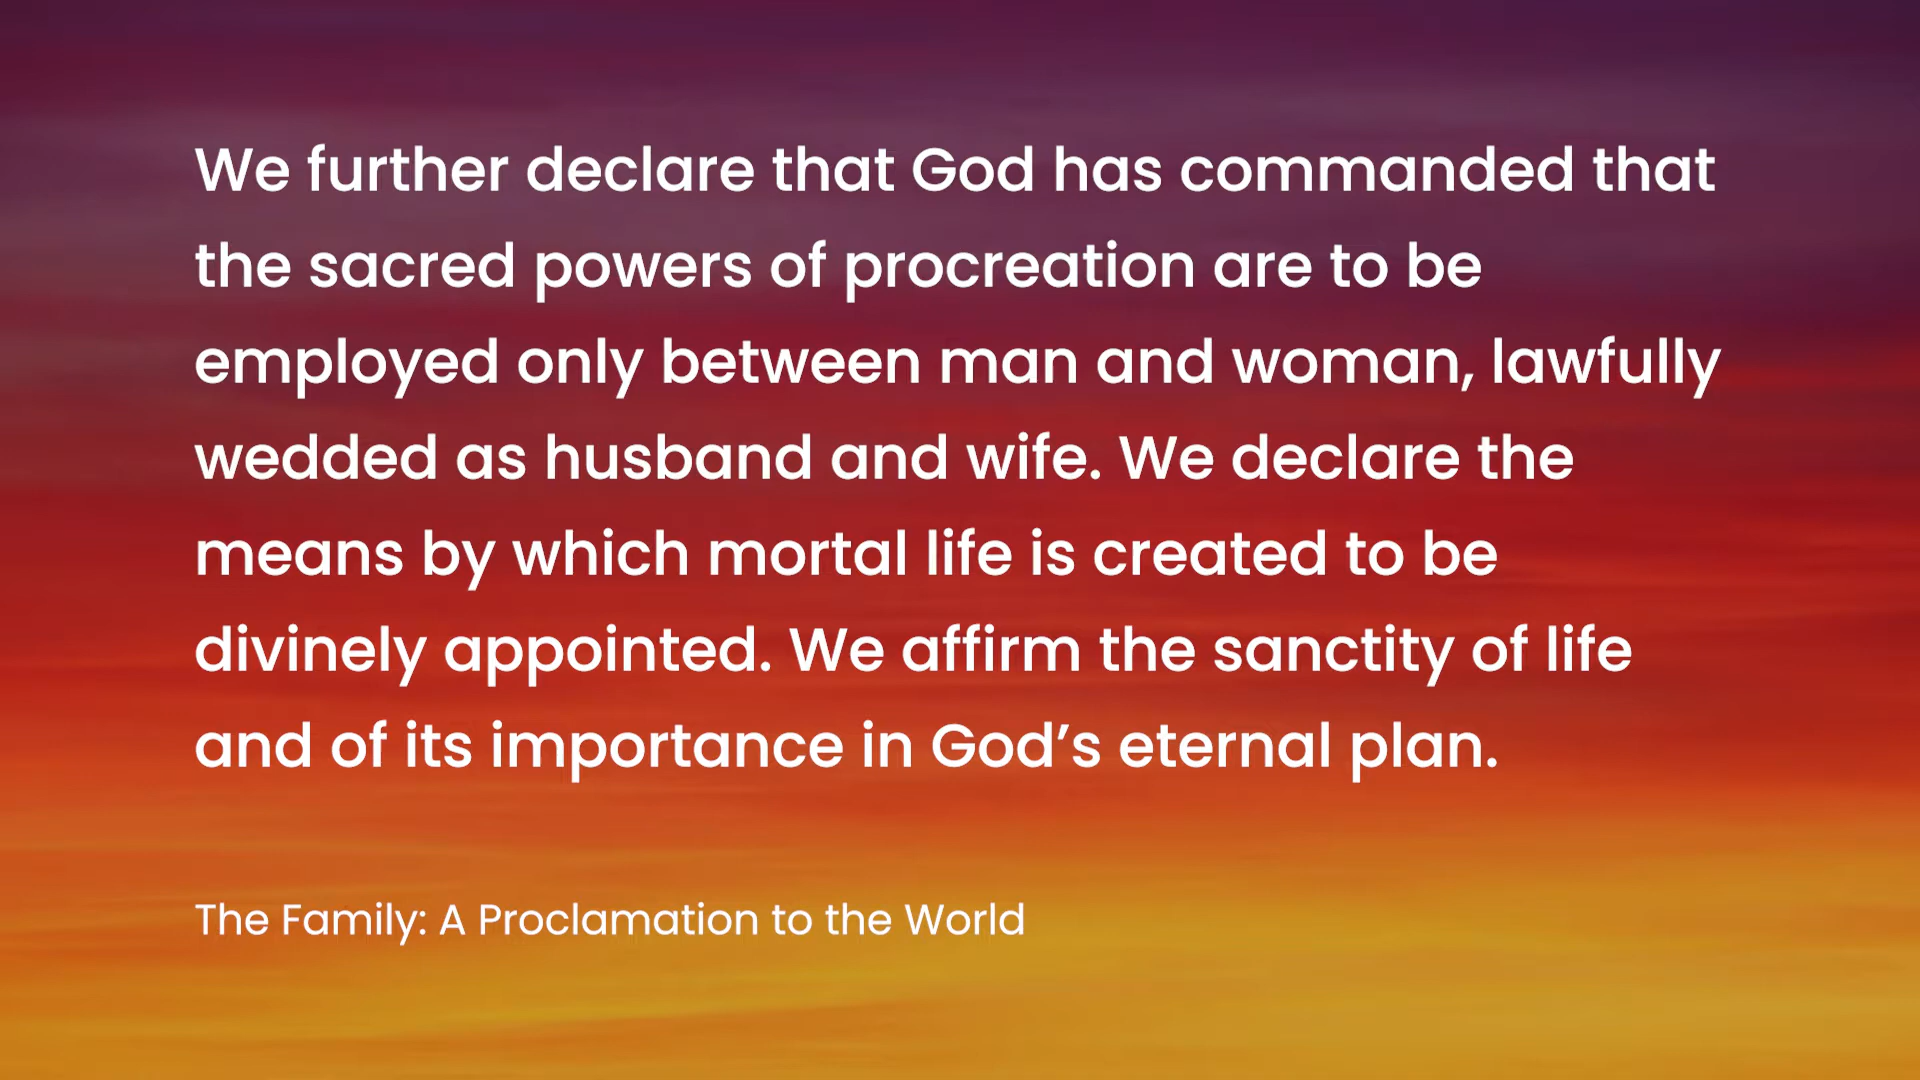 We further declare that God has commanded that
the sacred powers of procreation are to be
employed only between man and woman, lawfully
wedded as husband and wife. We declare the
means by which mortal life is created to be
divinely appointed. We affirm the sanctity of life
and of its importance in God’s eternal plan.
The Family: A Proclamation to the World